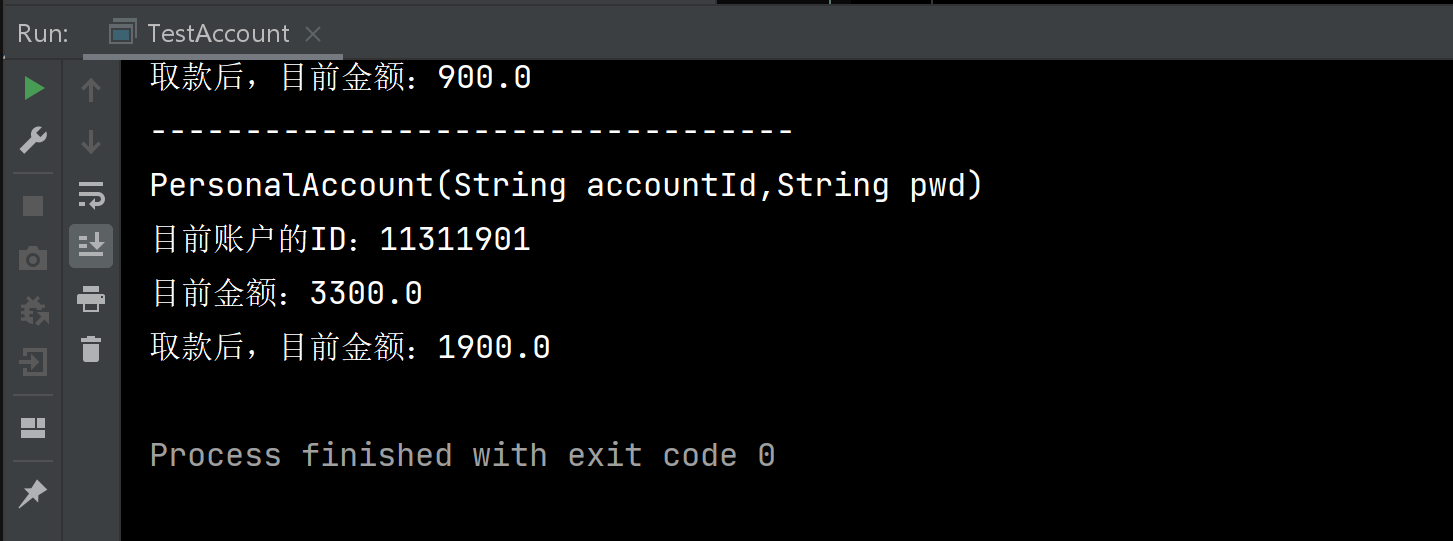 Run: TestAccount
取款后，目前金额：900.0
----------------------------------
PersonalAccount(String accountId,String pwd)
目前账户的ID：11311901
目前金额：3300.0
取款后，目前金额：1900.0
Process finished with exit code 0